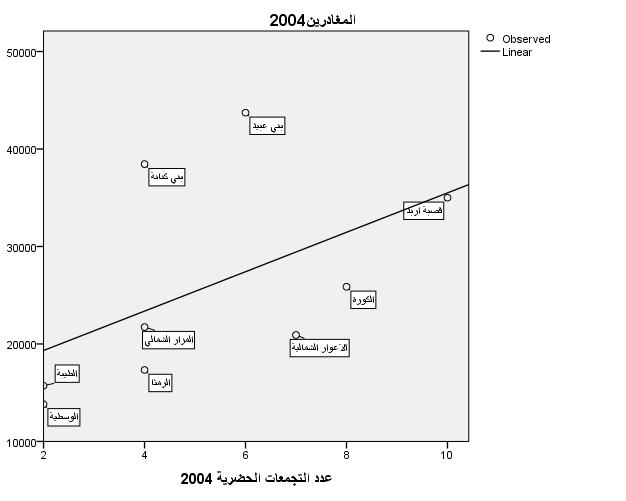 المغادرين2004
Observed
Linear
50000
40000
30000
20000
10000
بني عبيد
بني كنانة
قصبة اربد
الكورة
المزار الشمالي
الاغوار الشمالية
الرمثا
الطيبة
الوسطية
2
4
6
8
10
عدد التجمعات الحضرية 2004